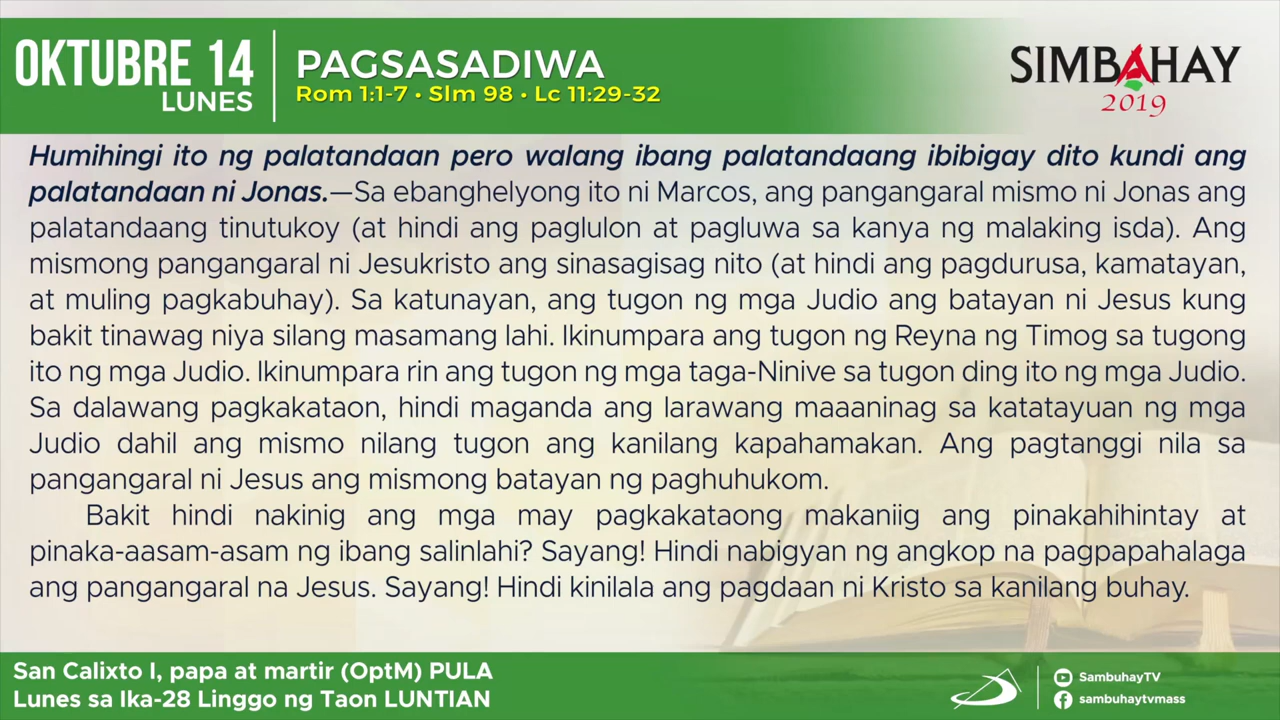 OKTUBRE 14
LUNES
PAGSASADIWA
Rom 1:1-7 • Slm 98 • Lc 11:29-32
SIMBAHAY
2019
Humihingi ito ng palatandaan pero walang ibang palatandaang ibibigay dito kundi ang
palatandaan ni Jonas.—Sa ebanghelyong ito ni Marcos, ang pangangaral mismo ni Jonas ang
palatandaang tinutukoy (at hindi ang paglulon at pagluwa sa kanya ng malaking isda). Ang
mismong pangangaral ni Jesukristo ang sinasagisag nito (at hindi ang pagdurusa, kamatayan,
at muling pagkabuhay). Sa katunayan, ang tugon ng mga Judio ang batayan ni Jesus kung
bakit tinawag niya silang masamang lahi. Ikinumpara ang tugon ng Reyna ng Timog sa tugong
ito ng mga Judio. Ikinumpara rin ang tugon ng mga taga-Ninive sa tugon ding ito ng mga Judio.
Sa dalawang pagkakataon, hindi maganda ang larawang maaaninag sa katatayuan ng mga
Judio dahil ang mismo nilang tugon ang kanilang kapahamakan. Ang pagtanggi nila sa
pangangaral ni Jesus ang mismong batayan ng paghuhukom.
Bakit hindi nakinig ang mga may pagkakataong makaniig ang pinakahihintay at
pinaka-aasam-asam ng ibang salinlahi? Sayang! Hindi nabigyan ng angkop na pagpapahalaga
ang pangangaral na Jesus. Sayang! Hindi kinilala ang pagdaan ni Kristo sa kanilang buhay.
San Calixto I, papa at martir (OptM) PULA
Lunes sa Ika-28 Linggo ng Taon LUNTIAN
SambuhayTV
sambuhaytvmass